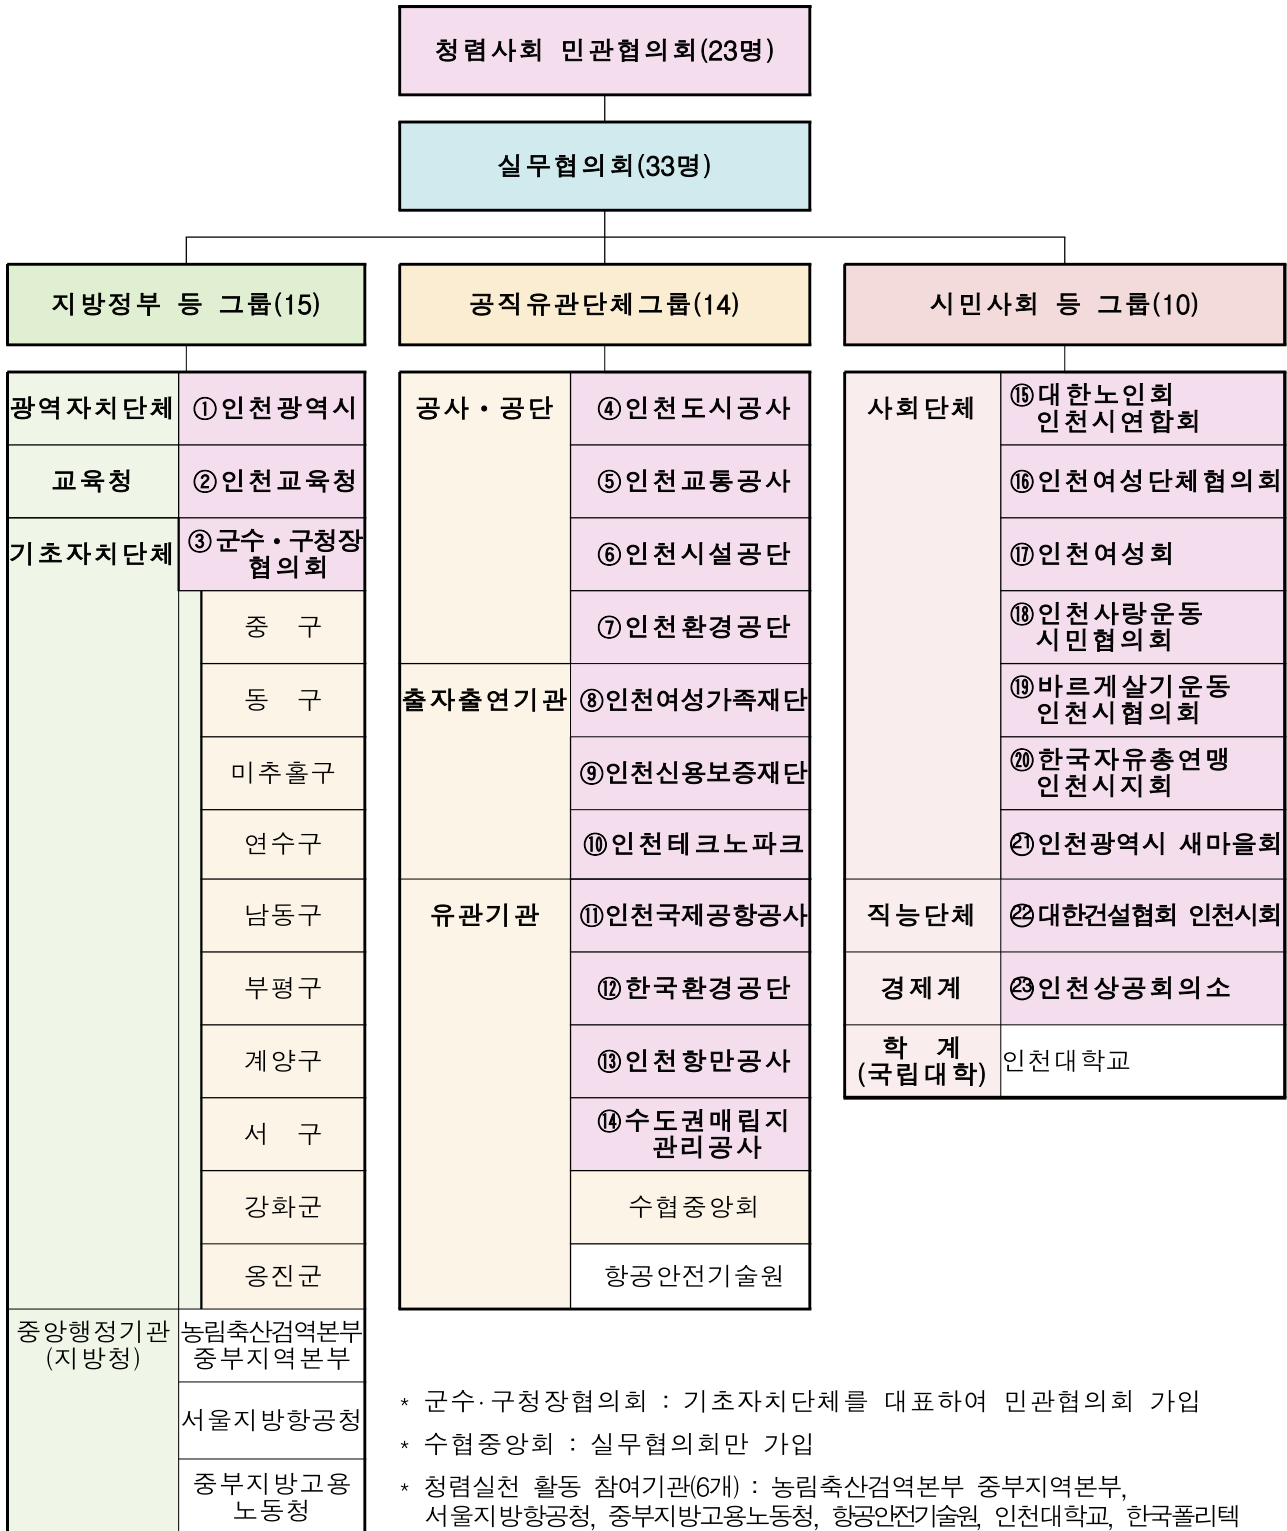 청렴사회 민관협의회(23명)
실무협의회(33명)
지방정부 등 그룹(15)
광역자치단체
①인천광역시
교육청
②인천교육청
기초자치단체
③군수・구청장
협의회
중 구
동 구
미추홀구
연수구
남동구
부평구
계양구
서 구
강화군
옹진군
중앙행정기관
(지방청)
농림축산검역본부
중부지역본부
서울지방항공청
중부지방고용
노동청
공직유관단체그룹(14)
공사・공단
④인천도시공사
⑤인천교통공사
⑥인천시설공단
⑦인천환경공단
출자출연기관
⑧인천여성가족재단
⑨인천신용보증재단
⑩인천테크노파크
유관기관
⑪인천국제공항공사
⑫한국환경공단
⑬인천항만공사
⑭수도권매립지
관리공사
수협중앙회
항공안전기술원
시민사회 등 그룹(10)
사회단체
⑮대한노인회
인천시연합회
⑯인천여성단체협의회
⑰인천여성회
⑱인천사랑운동
시민협의회
⑲바르게살기운동
인천시협의회
⑳한국자유총연맹
인천시지회
㉑인천광역시 새마을회
직능단체
㉒대한건설협회 인천시회
경제계
㉓인천상공회의소
학 계
(국립대학)
인천대학교
* 군수·구청장협의회 : 기초자치단체를 대표하여 민관협의회 가입
* 수협중앙회 : 실무협의회만 가입
* 청렴실천 활동 참여기관(6개) : 농림축산검역본부 중부지역본부,
서울지방항공청, 중부지방고용노동청, 항공안전기술원, 인천대학교, 한국폴리텍